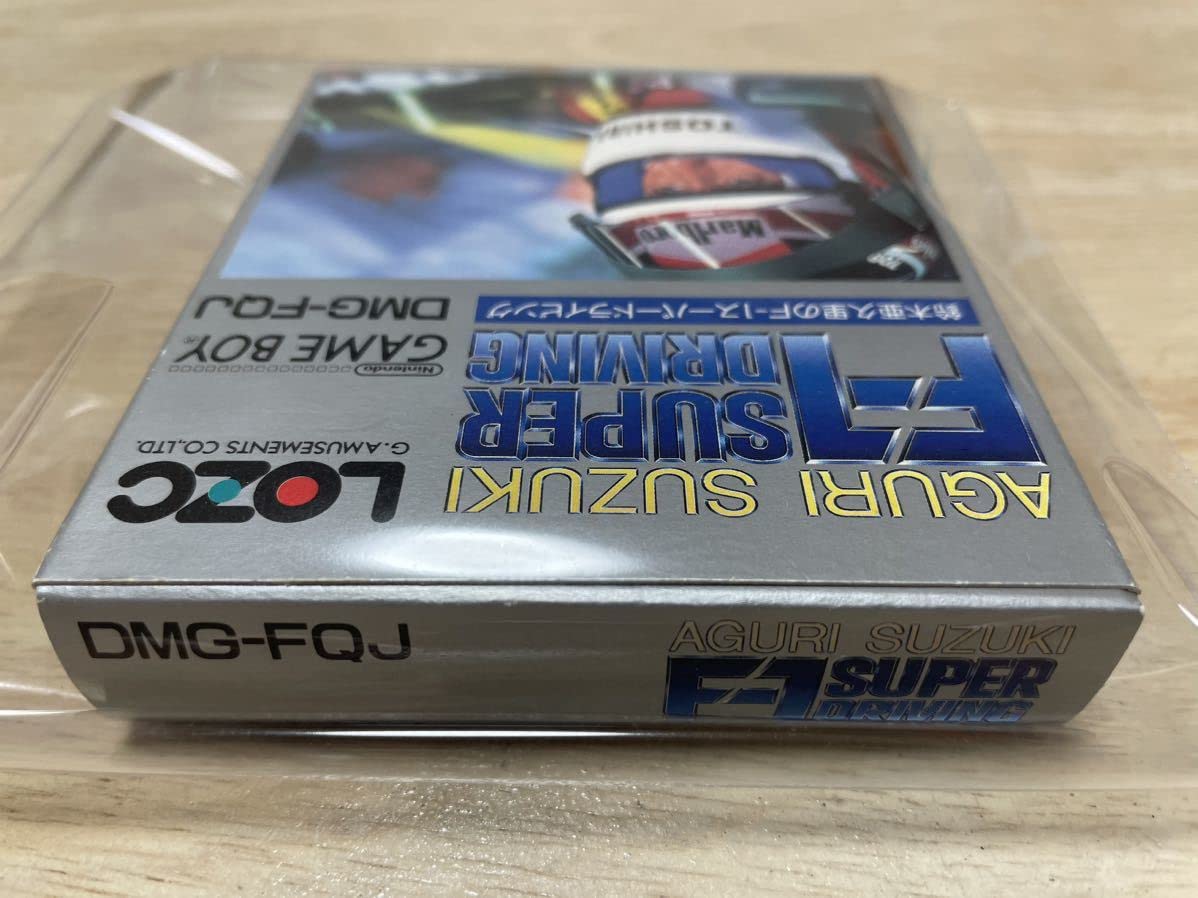 AGURI SUZUKI
F1 SUPER
DRIVING
鈴木亜久里のF-1スーパードライビング
LOZC
G. AMUSEMENTS CO.,LTD.
Nintendo
GAME BOY
DMG-FQJ
Marlboro
TOSHIBA
DMG-FQJ
AGURI SUZUKI
F1 SUPER
DRIVING